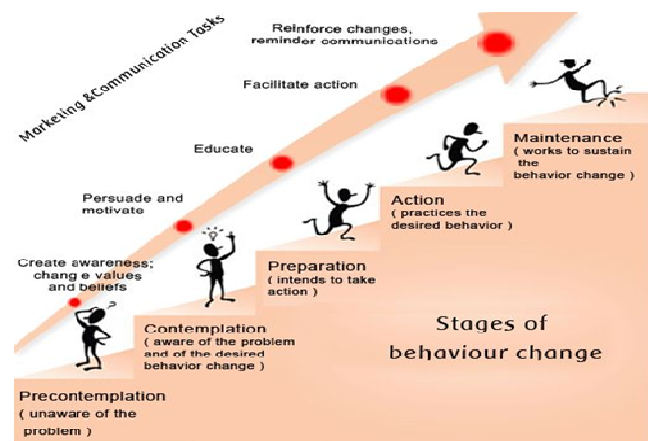 Marketing &Communication Tasks
Reinforce changes,
reminder communications
Facilitate action
Educate
Persuade and
motivate
Create awareness;
chang e values
and beliefs
?
Maintenance
( works to sustain
the
behavior change )
Action
( practices the
desired behavior )
Preparation
( intends to take
action )
Contemplation
( aware of the problem
and of the desired
behavior change )
Precontemplation
( unaware of the
problem )
Stages of
behaviour change